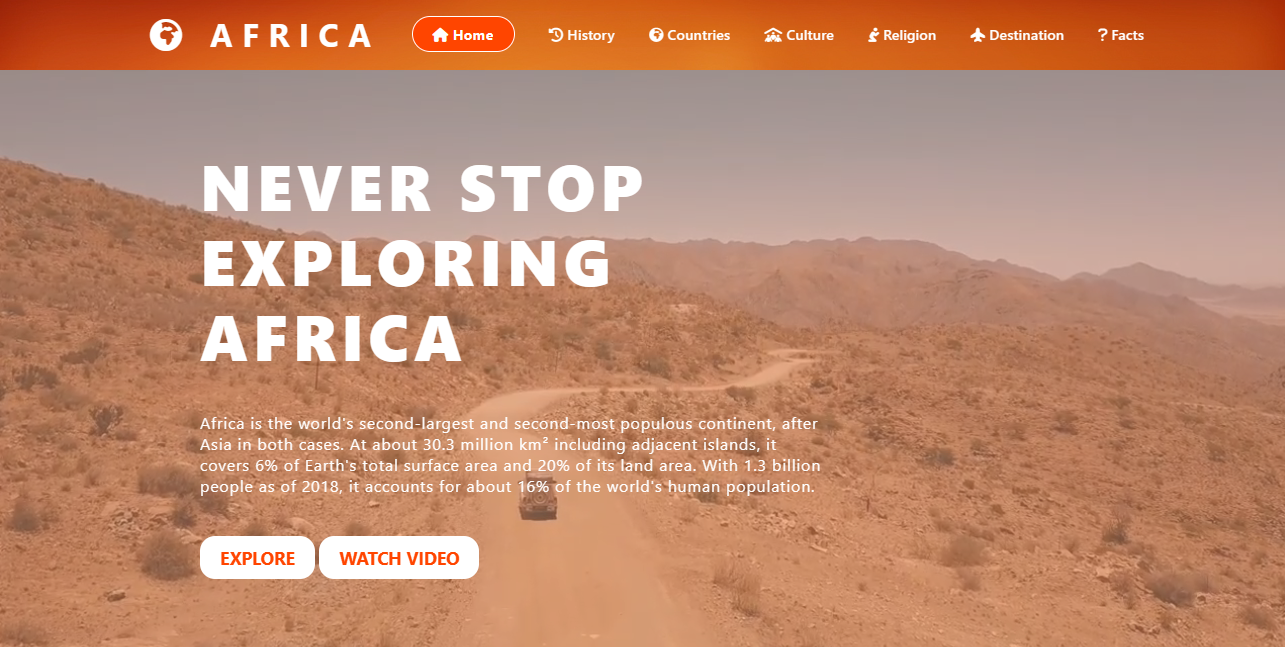 AFRICA
Home
History
Countries
Culture
Religion
Destination
Facts
NEVER STOP
EXPLORING
AFRICA
Africa is the world's second-largest and second-most populous continent, after
Asia in both cases. At about 30.3 million km² including adjacent islands, it
covers 6% of Earth's total surface area and 20% of its land area. With 1.3 billion
people as of 2018, it accounts for about 16% of the world's human population.
EXPLORE
WATCH VIDEO